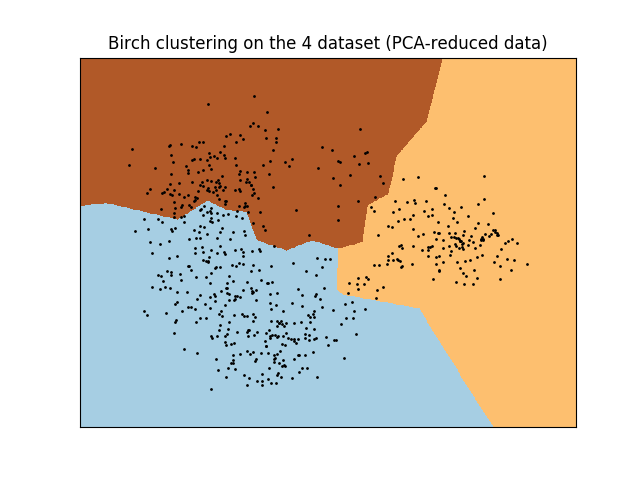 Birch clustering on the 4 dataset (PCA-reduced data)